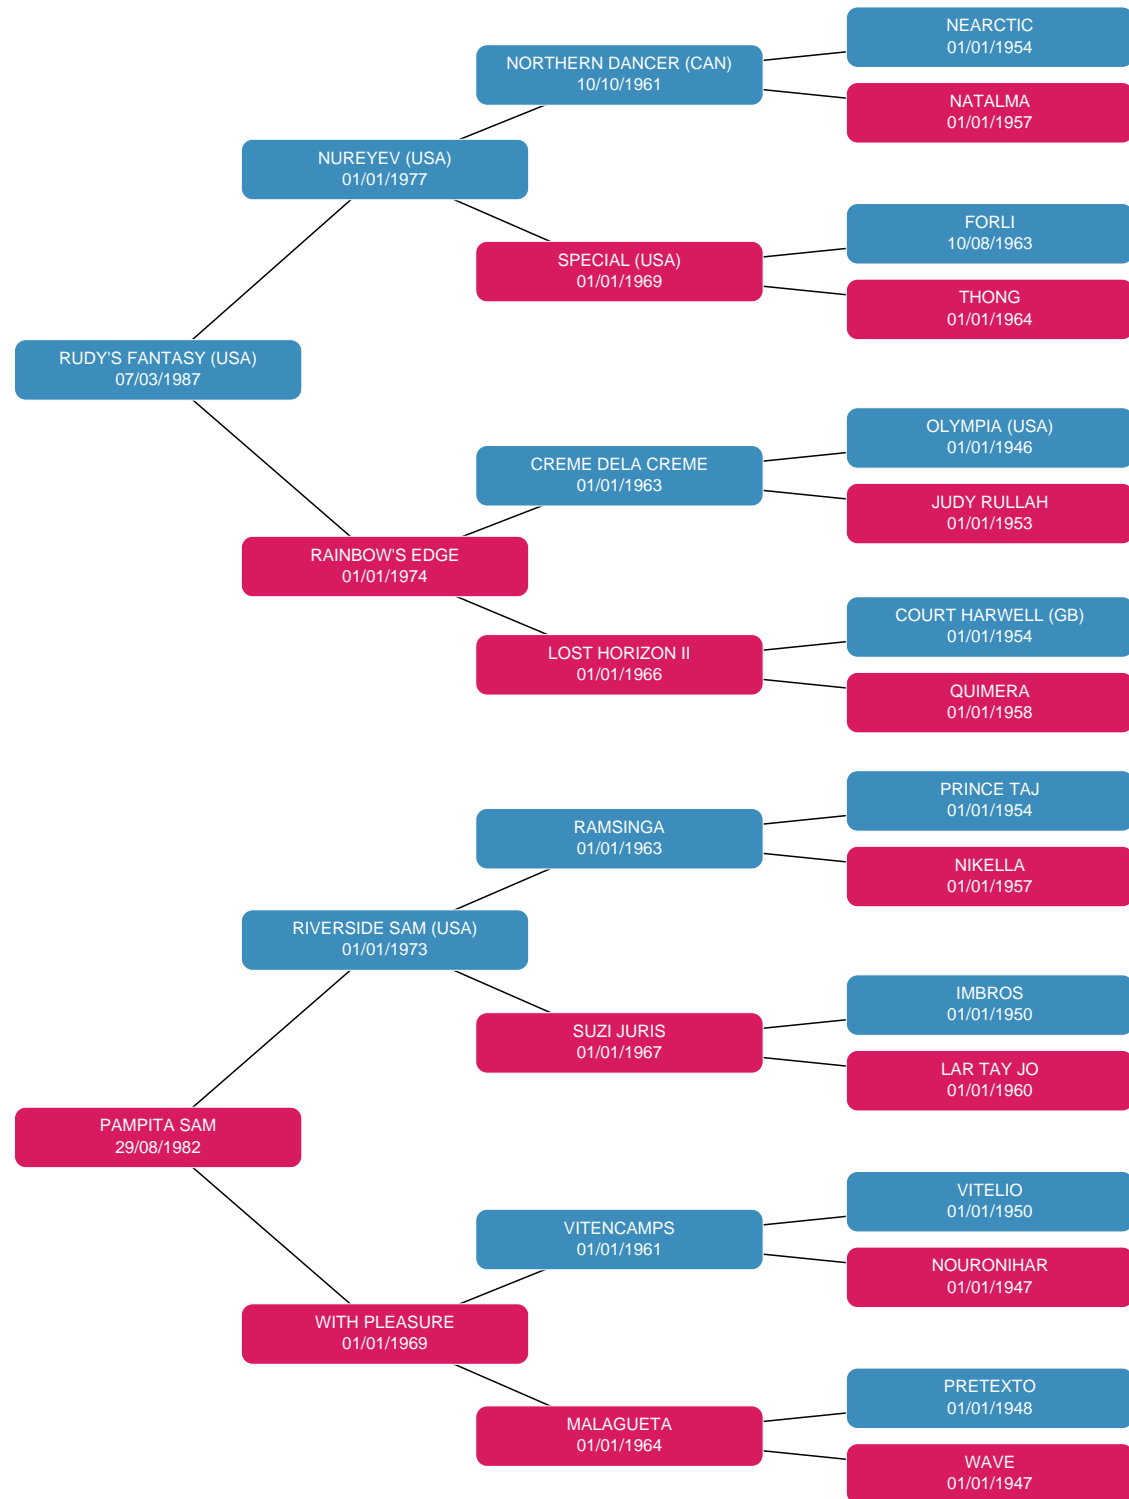 NEARCTIC
01/01/1954
NORTHERN DANCER (CAN)
10/10/1961
NATALMA
01/01/1957
NUREYEV (USA)
01/01/1977
FORLI
10/08/1963
SPECIAL (USA)
01/01/1969
THONG
01/01/1964
RUDY'S FANTASY (USA)
07/03/1987
OLYMPIA (USA)
01/01/1946
CREME DELA CREME
01/01/1963
JUDY RULLAH
01/01/1953
RAINBOW'S EDGE
01/01/1974
COURT HARWELL (GB)
01/01/1954
LOST HORIZON II
01/01/1966
QUIMERA
01/01/1958
PRINCE TAJ
01/01/1954
RAMSINGA
01/01/1963
NIKELLA
01/01/1957
RIVERSIDE SAM (USA)
01/01/1973
IMBROS
01/01/1950
SUZI JURIS
01/01/1967
LAR TAY JO
01/01/1960
PAMPITA SAM
29/08/1982
VITELIO
01/01/1950
VITENCAMPS
01/01/1961
NOURONIHAR
01/01/1947
WITH PLEASURE
01/01/1969
PRETEXTO
01/01/1948
MALAGUETA
01/01/1964
WAVE
01/01/1947